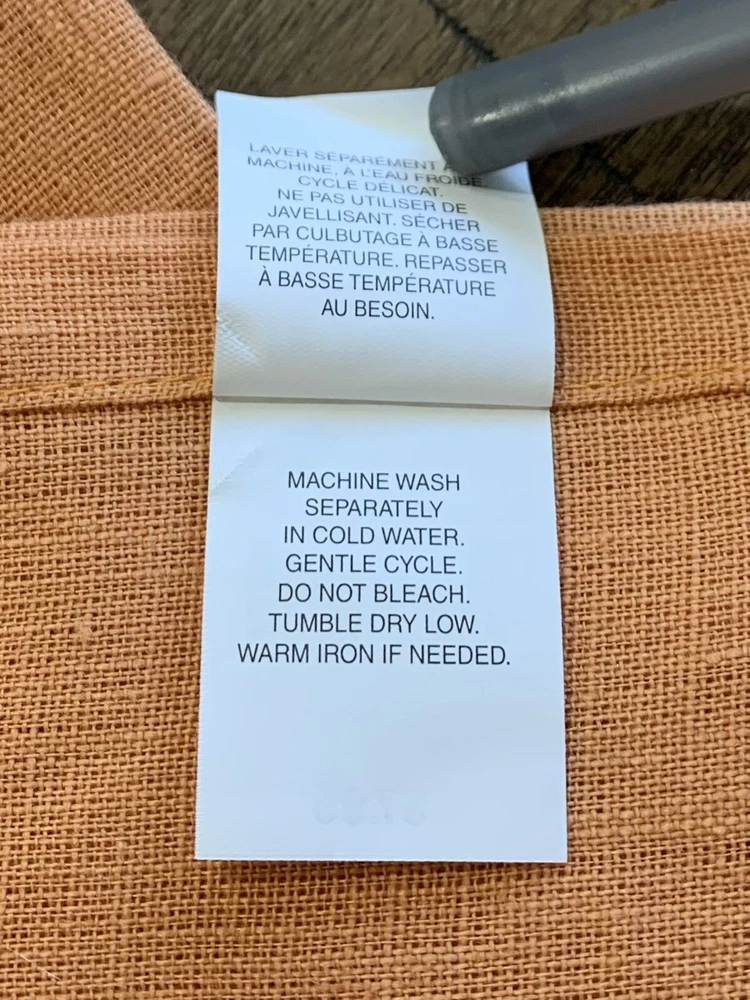 LAVER SÉPARÉMENT
MACHINE, À L'EAU FROIDE.
CYCLE DÉLICAT.
NE PAS UTILISER DE
JAVELLISANT. SÉCHER
PAR CULBUTAGE À BASSE
TEMPÉRATURE. REPASSER
À BASSE TEMPÉRATURE
AU BESOIN.
MACHINE WASH
SEPARATELY
IN COLD WATER.
GENTLE CYCLE.
DO NOT BLEACH.
TUMBLE DRY LOW.
WARM IRON IF NEEDED.